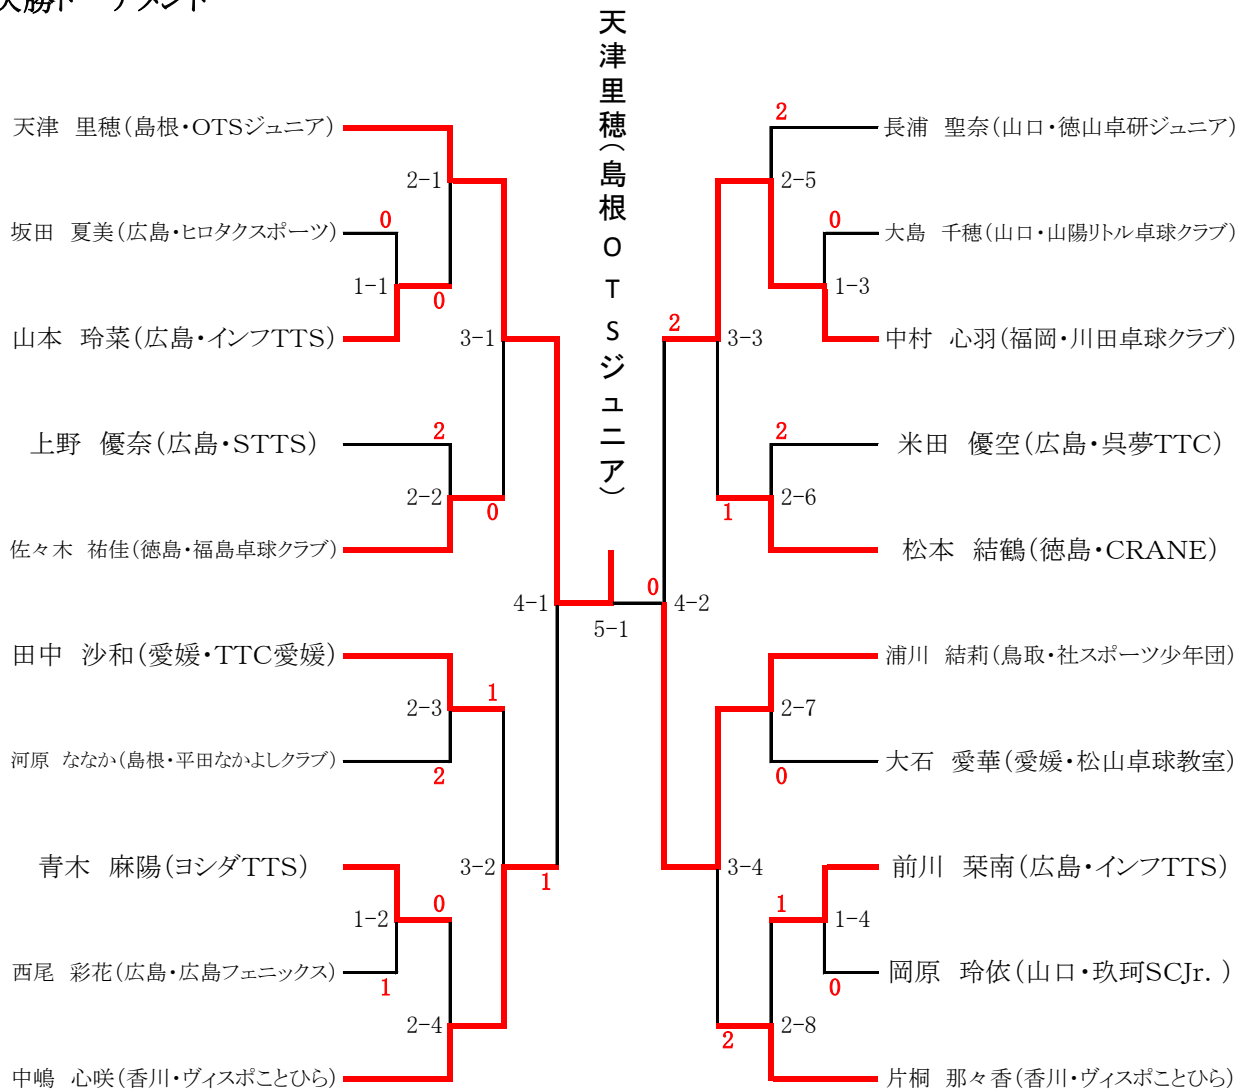 決勝トーナメント
天津里穂(島根OTSジュニア)
天津 里穂(島根・OTSジュニア)
2-1
坂田 夏美(広島・ヒロタクスポーツ)
0
1-1
0
山本 玲菜(広島・インフTTS)
3-1
上野 優奈(広島・STTS)
2
2-2
0
佐々木 祐佳(徳島・福島卓球クラブ)
4-1
田中 沙和(愛媛・TTC愛媛)
1
2-3
河原 ななか(島根・平田なかよしクラブ)
2
青木 麻陽(ヨシダTTS)
3-2
1
0
1-2
西尾 彩花(広島・広島フェニックス)
1
2-4
中嶋 心咲(香川・ヴィスポことひら)
5-1
2
長浦 聖奈(山口・徳山卓研ジュニア)
2-5
0
大島 千穂(山口・山陽リトル卓球クラブ)
1-3
2
3-3
中村 心羽(福岡・川田卓球クラブ)
2
米田 優空(広島・呉夢TTC)
2-6
1
松本 結鶴(徳島・CRANE)
0
4-2
浦川 結莉(鳥取・社スポーツ少年団)
2-7
大石 愛華(愛媛・松山卓球教室)
0
3-4
前川 栞南(広島・インフTTS)
1
1-4
岡原 玲依(山口・玖珂SCJr.)
0
2-8
2
片桐 那々香(香川・ヴィスポことひら)